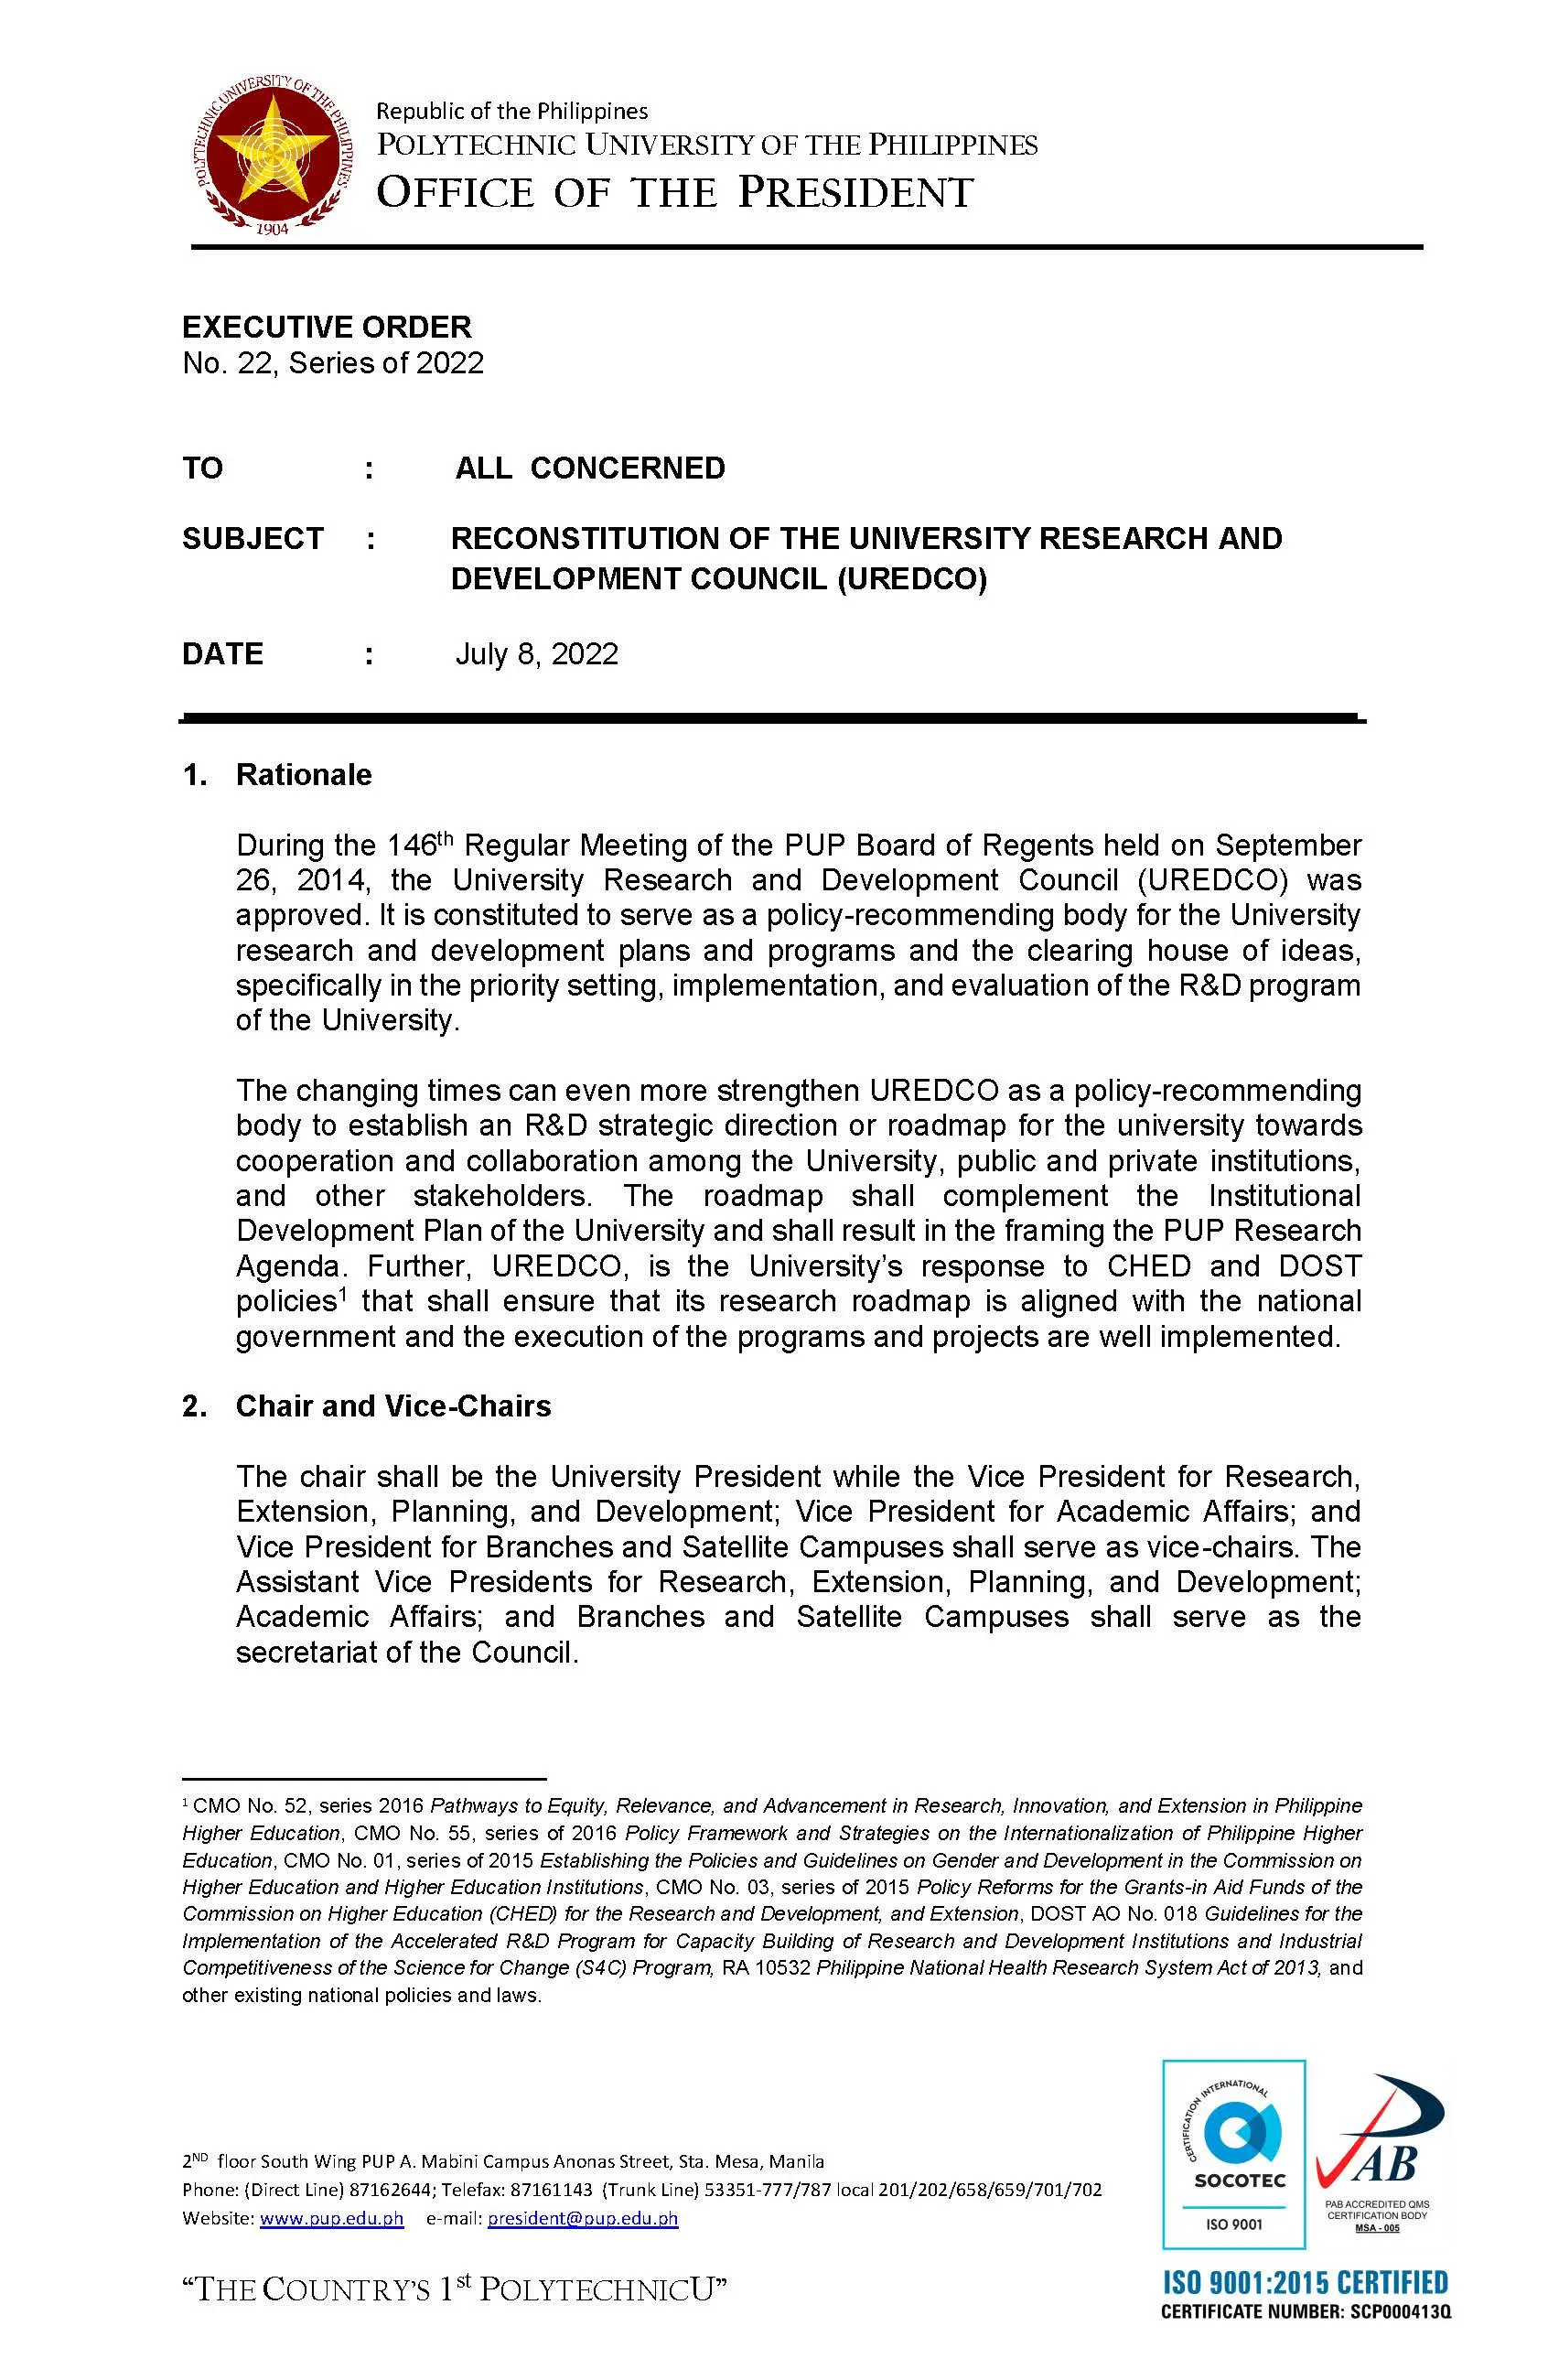 POLYTECHNIC UNIVERSITY OF THE PHILIPPINES
1904
Republic of the Philippines
POLYTECHNIC UNIVERSITY OF THE PHILIPPINES
OFFICE OF THE PRESIDENT
EXECUTIVE ORDER
No. 22, Series of 2022
TO : ALL CONCERNED
SUBJECT : RECONSTITUTION OF THE UNIVERSITY RESEARCH AND
DEVELOPMENT COUNCIL (UREDCO)
DATE : July 8, 2022
1. Rationale
During the 146th Regular Meeting of the PUP Board of Regents held on September
26, 2014, the University Research and Development Council (UREDCO) was
approved. It is constituted to serve as a policy-recommending body for the University
research and development plans and programs and the clearing house of ideas,
specifically in the priority setting, implementation, and evaluation of the R&D program
of the University.
The changing times can even more strengthen UREDCO as a policy-recommending
body to establish an R&D strategic direction or roadmap for the university towards
cooperation and collaboration among the University, public and private institutions,
and other stakeholders. The roadmap shall complement the Institutional
Development Plan of the University and shall result in the framing the PUP Research
Agenda. Further, UREDCO, is the University’s response to CHED and DOST
policies1 that shall ensure that its research roadmap is aligned with the national
government and the execution of the programs and projects are well implemented.
2. Chair and Vice-Chairs
The chair shall be the University President while the Vice President for Research,
Extension, Planning, and Development; Vice President for Academic Affairs; and
Vice President for Branches and Satellite Campuses shall serve as vice-chairs. The
Assistant Vice Presidents for Research, Extension, Planning, and Development;
Academic Affairs; and Branches and Satellite Campuses shall serve as the
secretariat of the Council.
1 CMO No. 52, series 2016 Pathways to Equity, Relevance, and Advancement in Research, Innovation, and Extension in Philippine
Higher Education, CMO No. 55, series of 2016 Policy Framework and Strategies on the Internationalization of Philippine Higher
Education, CMO No. 01, series of 2015 Establishing the Policies and Guidelines on Gender and Development in the Commission on
Higher Education and Higher Education Institutions, CMO No. 03, series of 2015 Policy Reforms for the Grants-in Aid Funds of the
Commission on Higher Education (CHED) for the Research and Development, and Extension, DOST AO No. 018 Guidelines for the
Implementation of the Accelerated R&D Program for Capacity Building of Research and Development Institutions and Industrial
Competitiveness of the Science for Change (S4C) Program, RA 10532 Philippine National Health Research System Act of 2013, and
other existing national policies and laws.
2ND floor South Wing PUP A. Mabini Campus Anonas Street, Sta. Mesa, Manila
Phone: (Direct Line) 87162644; Telefax: 87161143 (Trunk Line) 53351-777/787 local 201/202/658/659/701/702
Website: www.pup.edu.ph e-mail: president@pup.edu.ph
“THE COUNTRY’S 1st POLYTECHNICU”
CERTIFICATION INTERNATIONAL
SOCOTEC
ISO 9001
PAB
PAB ACCREDITED QMS
CERTIFICATION BODY
MSA - 005
ISO 9001:2015 CERTIFIED
CERTIFICATE NUMBER: SCP000413Q